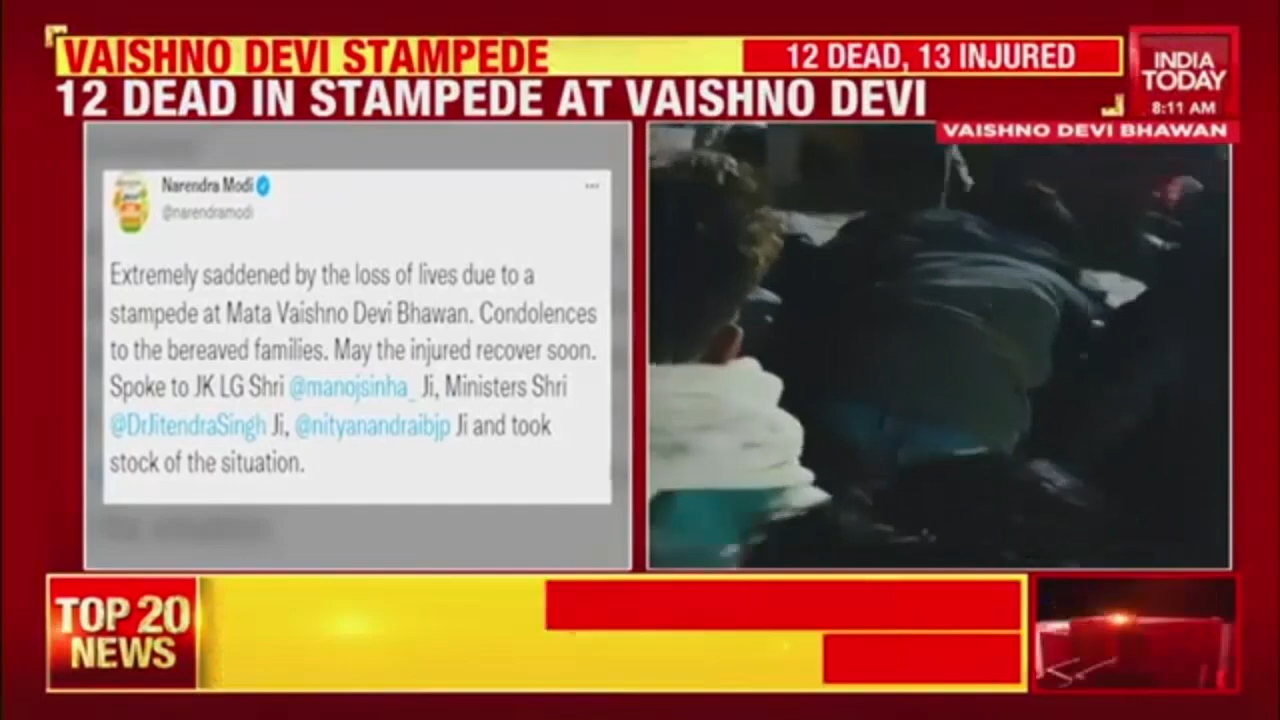 VAISHNO DEVI STAMPEDE
12 DEAD, 13 INJURED
12 DEAD IN STAMPEDE AT VAISHNO DEVI
INDIA
TODAY
8:11 AM
VAISHNO DEVI BHAWAN
Narendra Modi
@narendramodi
Extremely saddened by the loss of lives due to a
stampede at Mata Vaishno Devi Bhawan. Condolences
to the bereaved families. May the injured recover soon.
Spoke to JK LG Shri @manojsinha_ Ji, Ministers Shri
@DrJitendraSingh Ji, @nityanandraibjp Ji and took
stock of the situation.
TOP 20
NEWS